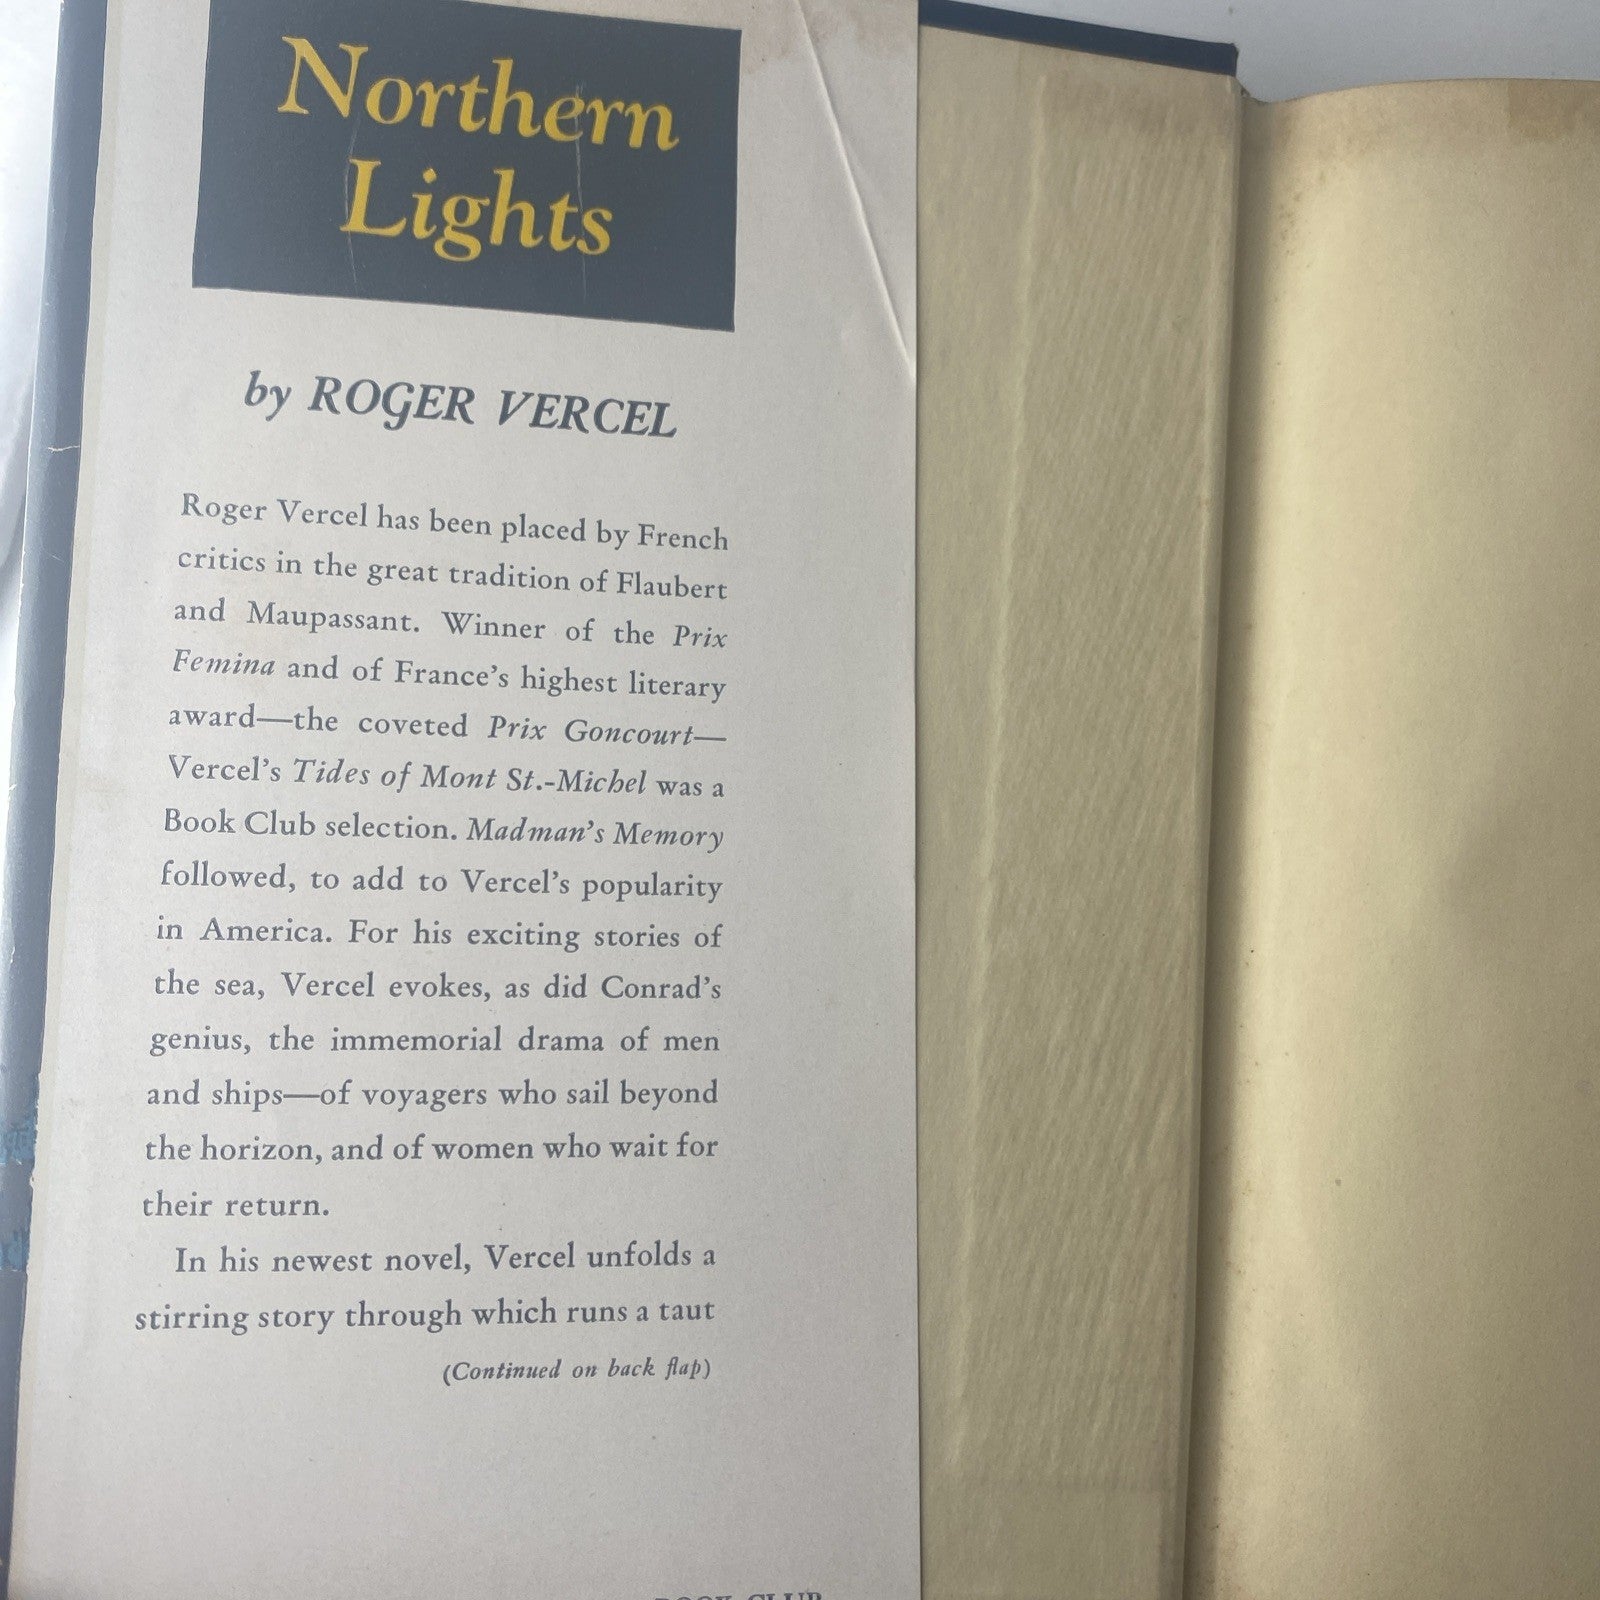 Northern
Lights
by ROGER VERCEL
Roger Vercel has been placed by French
critics in the great tradition of Flaubert
and Maupassant. Winner of the Prix
Femina and of France's highest literary
award—the coveted Prix Goncourt—
Vercel's Tides of Mont St.-Michel was a
Book Club selection. Madman's Memory
followed, to add to Vercel's popularity
in America. For his exciting stories of
the sea, Vercel evokes, as did Conrad's
genius, the immemorial drama of men
and ships—of voyagers who sail beyond
the horizon, and of women who wait for
their return.
In his newest novel, Vercel unfolds a
stirring story through which runs a taut
(Continued on back flap)
BOOK CLUB